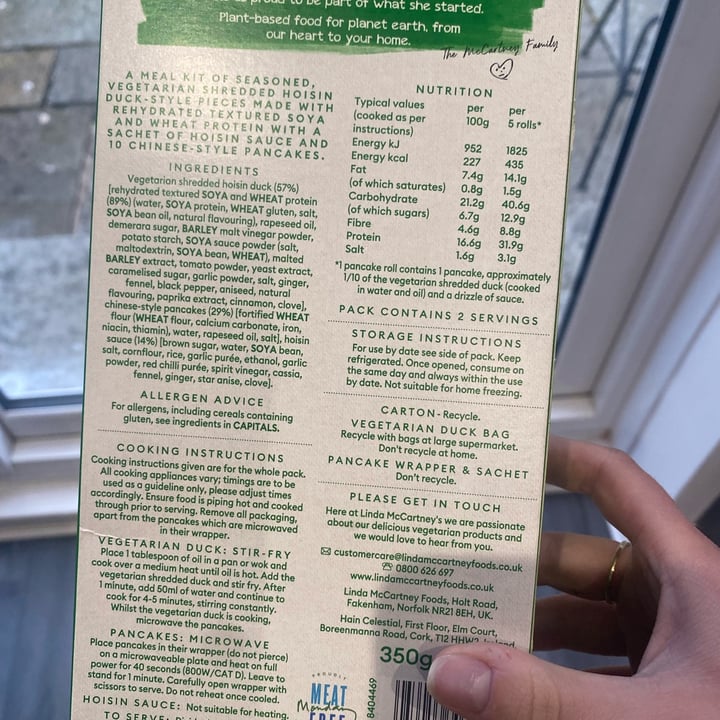 proud to be part of what she started.
Plant-based food for planet earth, from
our heart to your home.
The McCartney Family
A MEAL KIT OF SEASONED,
VEGETARIAN SHREDDED HOISIN
DUCK-STYLE PIECES MADE WITH
REHYDRATED TEXTURED SOYA
AND WHEAT PROTEIN WITH A
SACHET OF HOISIN SAUCE AND
10 CHINESE-STYLE PANCAKES.
INGREDIENTS
Vegetarian shredded hoisin duck (57%)
[rehydrated textured SOYA and WHEAT protein
(89%) (water, SOYA protein, WHEAT gluten, salt,
SOYA bean oil, natural flavouring), rapeseed oil,
demerara sugar, BARLEY malt vinegar powder,
potato starch, SOYA sauce powder (salt,
maltodextrin, SOYA bean, WHEAT), malted
BARLEY extract, tomato powder, yeast extract,
caramelised sugar, garlic powder, salt, ginger,
fennel, black pepper, aniseed, natural
flavouring, paprika extract, cinnamon, clove],
chinese-style pancakes (29%) [fortified WHEAT
flour (WHEAT flour, calcium carbonate, iron,
niacin, thiamin), water, rapeseed oil, salt], hoisin
sauce (14%) [brown sugar, water, SOYA bean,
salt, cornflour, rice, garlic purée, ethanol, garlic
powder, red chilli purée, spirit vinegar, cassia,
fennel, ginger, star anise, clove].
ALLERGEN ADVICE
For allergens, including cereals containing
gluten, see ingredients in CAPITALS.
COOKING INSTRUCTIONS
Cooking instructions given are for the whole pack.
All cooking appliances vary; timings are to be
used as a guideline only, please adjust times
accordingly. Ensure food is piping hot and cooked
through prior to serving. Remove all packaging,
apart from the pancakes which are microwaved
in their wrapper.
VEGETARIAN DUCK: STIR-FRY
Place 1 tablespoon of oil in a pan or wok and
cook over a medium heat until oil is hot. Add the
vegetarian shredded duck and stir fry. After
1 minute, add 50ml of water and continue to
cook for 4-5 minutes, stirring constantly.
Whilst the vegetarian duck is cooking,
microwave the pancakes.
PANCAKES: MICROWAVE
Place pancakes in their wrapper (do not pierce)
on a microwaveable plate and heat on full
power for 40 seconds (800W/CAT D). Leave to
stand for 1 minute. Carefully open wrapper with
scissors to serve. Do not reheat once cooled.
HOISIN SAUCE: Not suitable for heating.
TO SERVE:
NUTRITION
Typical values per per
(cooked as per 100g 5 rolls*
instructions)
Energy kJ 952 1825
Energy kcal 227 435
Fat 7.4g 14.1g
(of which saturates) 0.8g 1.5g
Carbohydrate 21.2g 40.6g
(of which sugars) 6.7g 12.9g
Fibre 4.6g 8.8g
Protein 16.6g 31.9g
Salt 1.6g 3.1g
*1 pancake roll contains 1 pancake, approximately
1/10 of the vegetarian shredded duck (cooked
in water and oil) and a drizzle of sauce.
PACK CONTAINS 2 SERVINGS
STORAGE INSTRUCTIONS
For use by date see side of pack. Keep
refrigerated. Once opened, consume on
the same day and always within the use
by date. Not suitable for home freezing.
CARTON - Recycle.
VEGETARIAN DUCK BAG
Recycle with bags at large supermarket.
Don't recycle at home.
PANCAKE WRAPPER & SACHET
Don't recycle.
PLEASE GET IN TOUCH
Here at Linda McCartney's we are passionate
about our delicious vegetarian products and
we would love to hear from you.
customercare@lindamccartneyfoods.co.uk
0800 626 697
www.lindamccartneyfoods.co.uk
Linda McCartney Foods, Holt Road,
Fakenham, Norfolk NR21 8EH, UK.
Hain Celestial, First Floor, Elm Court,
Boreenmanna Road, Cork, T12 HHW2, Ireland
350g
PROUDLY
MEAT
Monday
FREE
8404469